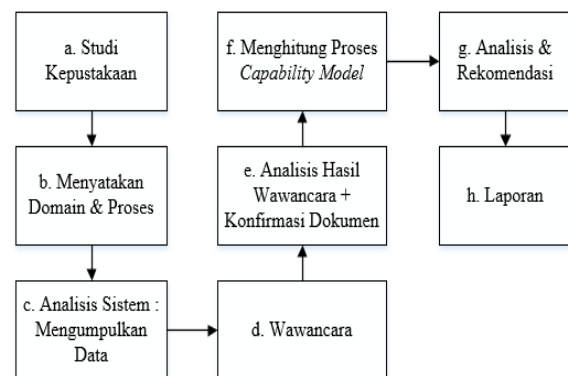 a. Studi
Kepustakaan
b. Menyatakan
Domain & Proses
c. Analisis Sistem :
Mengumpulkan
Data
d. Wawancara
e. Analisis Hasil
Wawancara +
Konfirmasi Dokumen
f. Menghitung Proses
Capability Model
g. Analisis &
Rekomendasi
h. Laporan